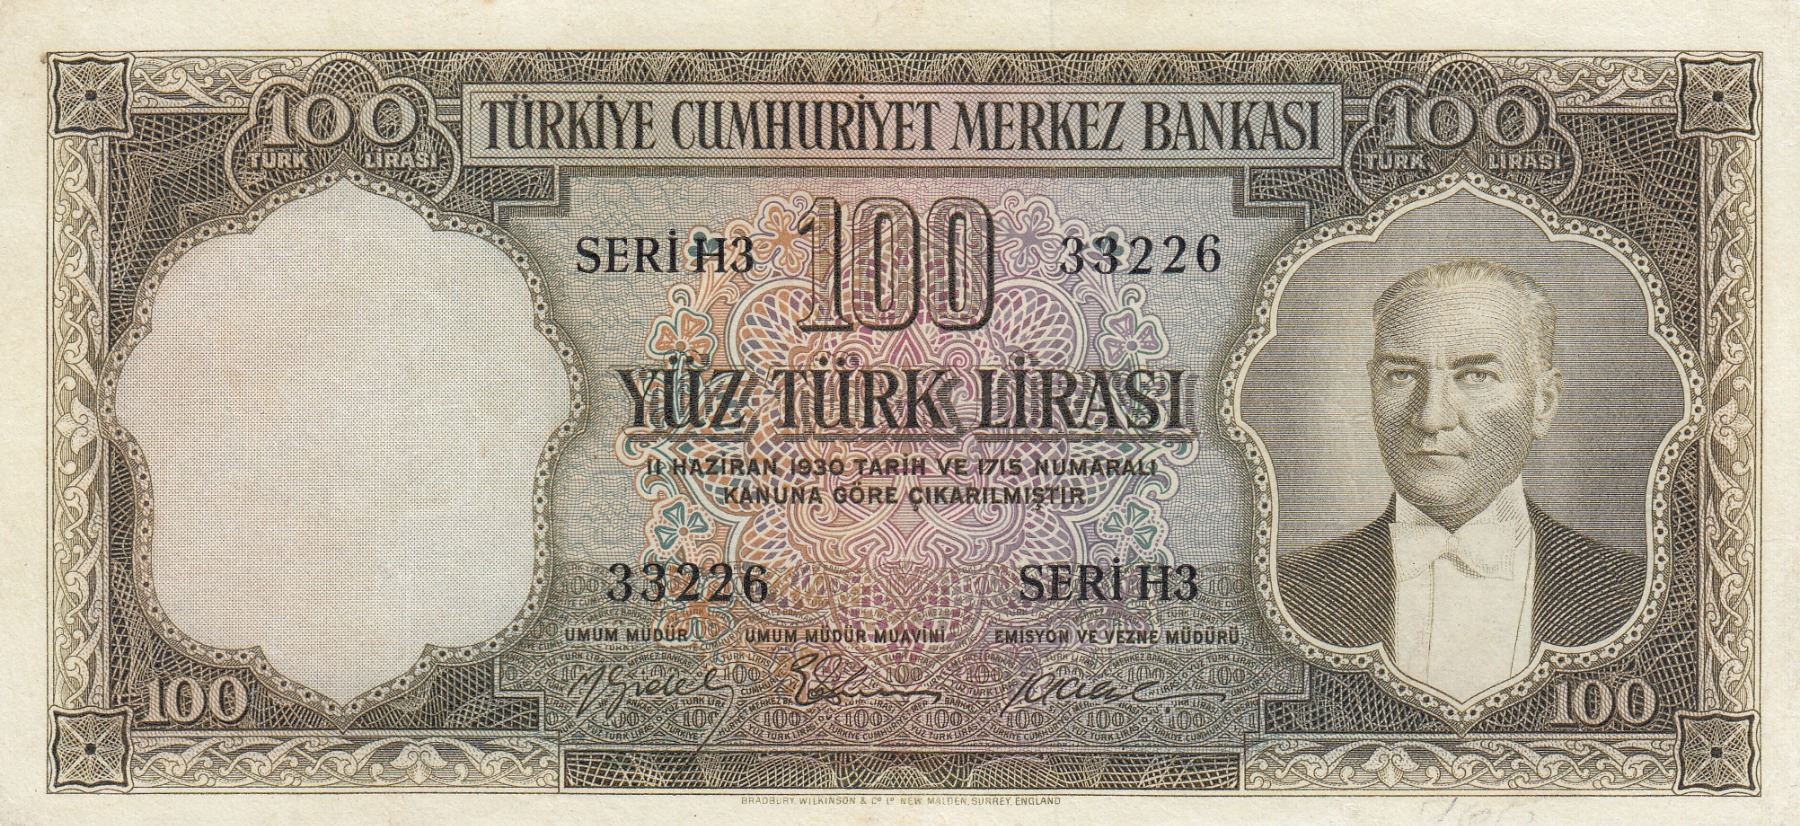 100
TÜRK LİRASI
TÜRKİYE CUMHURİYET MERKEZ BANKASI
100
TÜRK LİRASI
SERİ H3
100
33226
YÜZ TÜRK LİRASI
11 HAZİRAN 1930 TARİH VE 1715 NUMARALI
KANUNA GÖRE ÇIKARILMIŞTIR
33226
SERİ H3
UMUM MÜDÜR
UMUM MÜDÜR MUAVİNİ
EMİSYON VE VEZNE MÜDÜRÜ
100
100
BRADBURY, WILKINSON & Cº Lº NEW MALDEN, SURREY, ENGLAND